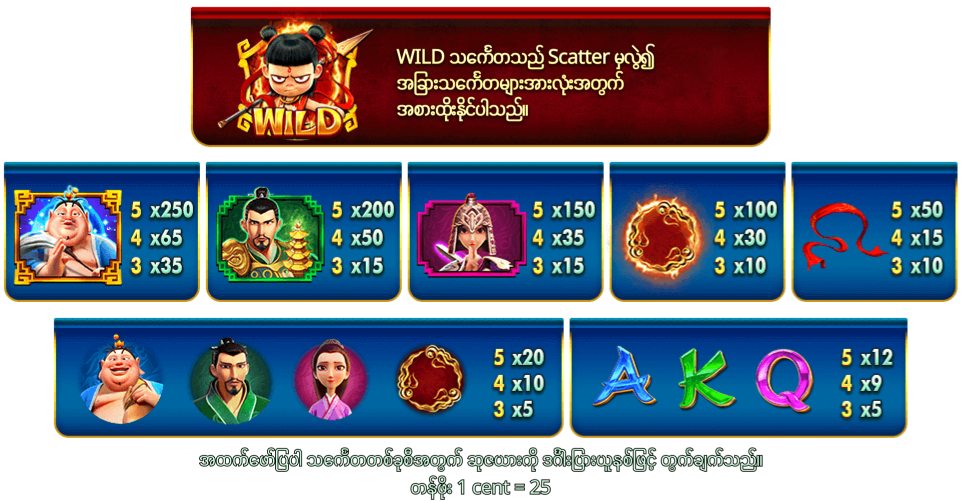 WILD သင်္ကေတသည် Scatter မှလွဲ၍
အခြားသင်္ကေတများအားလုံးအတွက်
အစားထိုးနိုင်ပါသည်။
WILD
5 x250
4 x65
3 x35
5 x200
4 x50
3 x15
5 x150
4 x35
3 x15
5 x100
4 x30
3 x10
5 x50
4 x15
3 x10
5 x20
4 x10
3 x5
A K Q
5 x12
4 x9
3 x5
အထက်ဖော်ပြပါ သင်္ကေတတစ်ခုစီအတွက် ဆုဇယားကို ဒင်္ဂါးပြားယူနစ်ဖြင့် တွက်ချက်သည်။
တန်ဖိုး 1 cent = 25